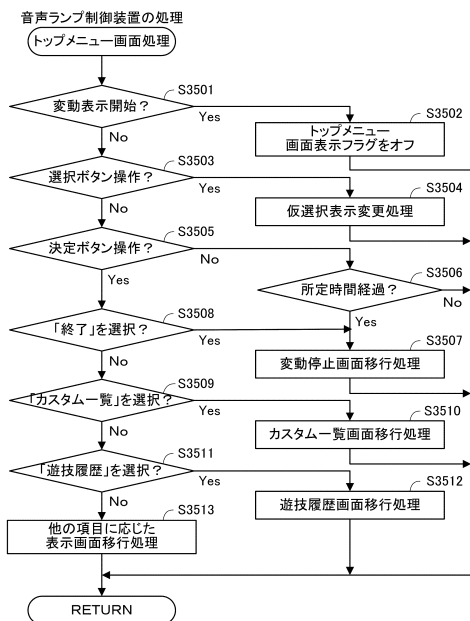 音声ランプ制御装置の処理
トップメニュー画面処理
S3501
変動表示開始？
Yes
No
S3502
トップメニュー
画面表示フラグをオフ
S3503
選択ボタン操作？
Yes
No
S3504
仮選択表示変更処理
S3505
決定ボタン操作？
No
Yes
S3506
所定時間経過？
No
Yes
S3508
「終了」を選択？
Yes
No
S3507
変動停止画面移行処理
S3509
「カスタム一覧」を選択？
Yes
No
S3510
カスタム一覧画面移行処理
S3511
「遊技履歴」を選択？
Yes
No
S3512
遊技履歴画面移行処理
S3513
他の項目に応じた
表示画面移行処理
RETURN